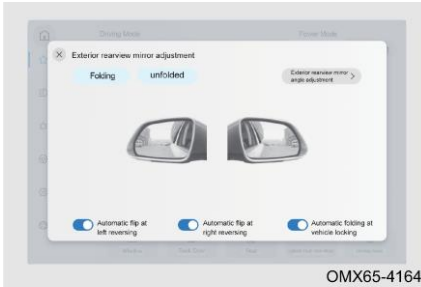 Driving Mode
Power Mode
Exterior rearview mirror adjustment
Folding
unfolded
Exterior rearview mirror
angle adjustment
Automatic flip at
left reversing
Automatic flip at
right reversing
Automatic folding at
vehicle locking
OMX65-4164